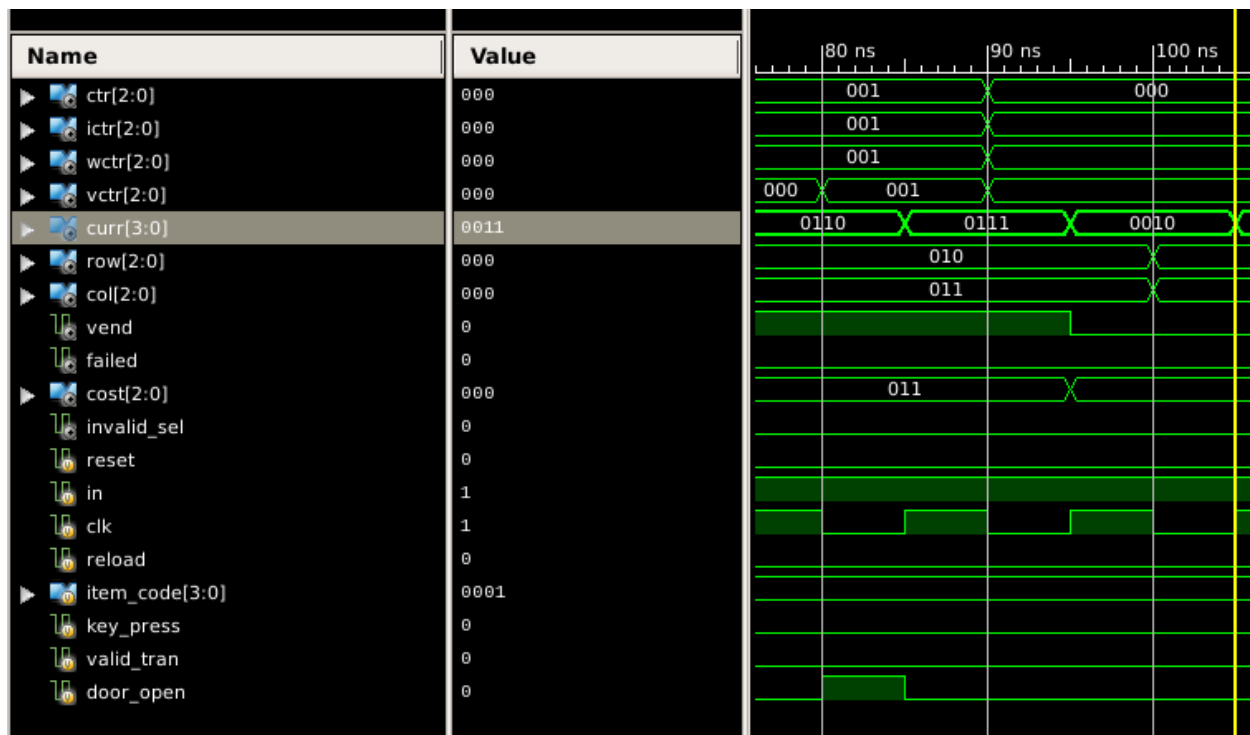 Name Value 80 ns 90 ns 100 ns
ctr[2:0] 000 001 000
ictr[2:0] 000 001
wctr[2:0] 000 001
vctr[2:0] 000 000 001
curr[3:0] 0011 0110 0111 0010
row[2:0] 000 010
col[2:0] 000 011
vend 0
failed 0
cost[2:0] 000 011
invalid_sel 0
reset 0
in 1
clk 1
reload 0
item_code[3:0] 0001
key_press 0
valid_tran 0
door_open 0